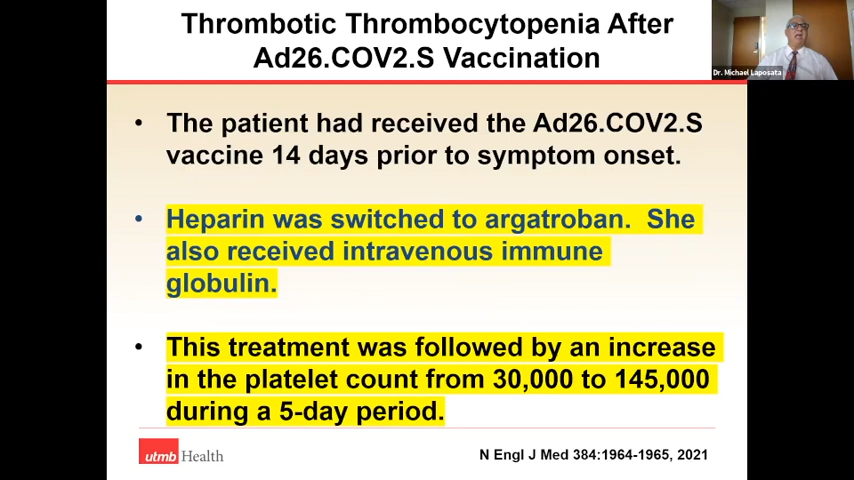 Thrombotic Thrombocytopenia After
Ad26.COV2.S Vaccination
Dr. Michael Laposata
• The patient had received the Ad26.COV2.S
vaccine 14 days prior to symptom onset.
• Heparin was switched to argatroban.  She
also received intravenous immune
globulin.
• This treatment was followed by an increase
in the platelet count from 30,000 to 145,000
during a 5-day period.
utmb Health
N Engl J Med 384:1964-1965, 2021